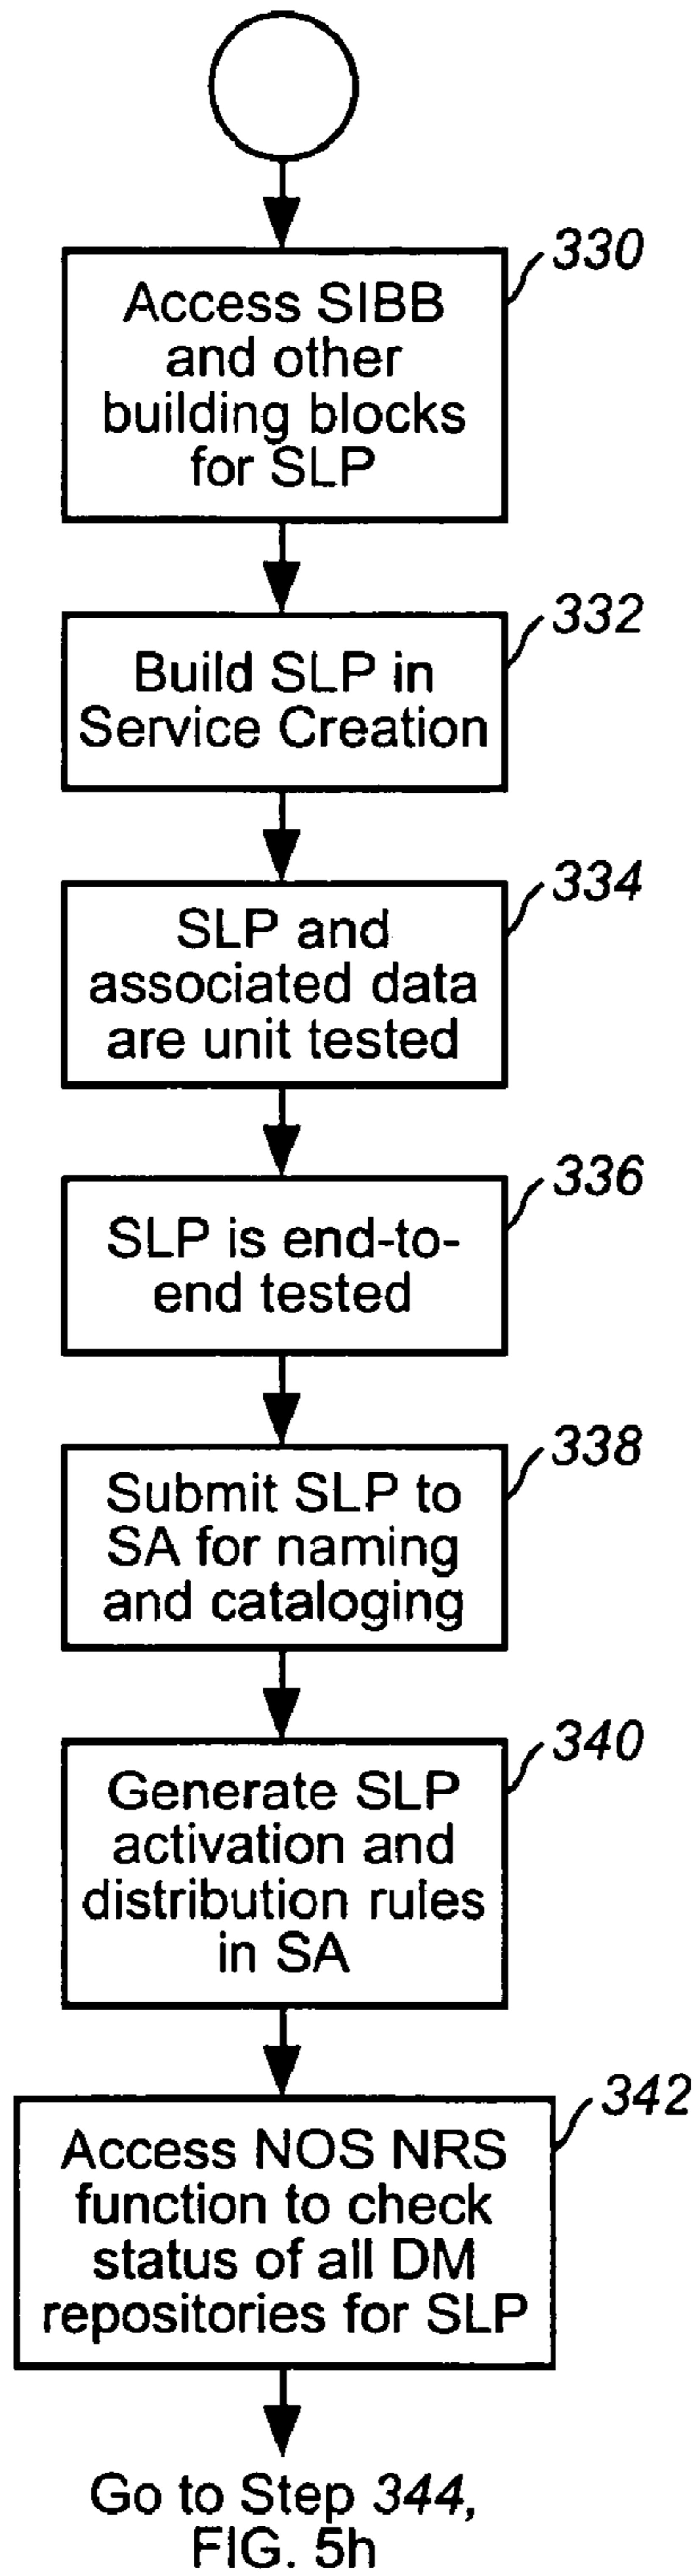 330
Access SIBB
and other
building blocks
for SLP
332
Build SLP in
Service Creation
334
SLP and
associated data
are unit tested
336
SLP is end-to-
end tested
338
Submit SLP to
SA for naming
and cataloging
340
Generate SLP
activation and
distribution rules
in SA
342
Access NOS NRS
function to check
status of all DM
repositories for SLP
Go to Step 344,
FIG. 5h